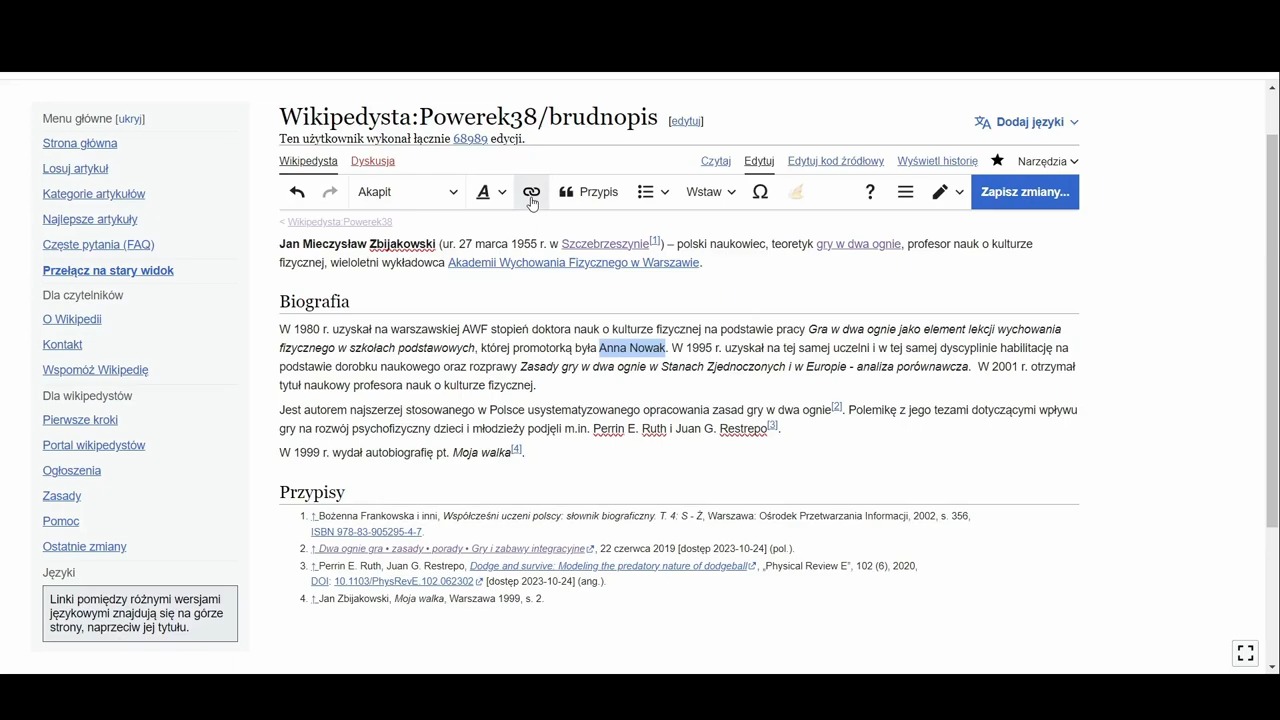 Menu główne [ukryj]
Strona główna
Losuj artykuł
Kategorie artykułów
Najlepsze artykuły
Częste pytania (FAQ)
Przełącz na stary widok
Dla czytelników
O Wikipedii
Kontakt
Wspomóż Wikipedię
Dla wikipedystów
Pierwsze kroki
Portal wikipedystów
Ogłoszenia
Zasady
Pomoc
Ostatnie zmiany
Języki
Linki pomiędzy różnymi wersjami
językowymi znajdują się na górze
strony, naprzeciw jej tytułu.
Wikipedysta:Powerek38/brudnopis [edytuj]
Dodaj języki
Ten użytkownik wykonał łącznie 68989 edycji.
Wikipedysta Dyskusja Czytaj Edytuj Edytuj kod źródłowy Wyświetl historię Narzędzia
Akapit A Przypis Wstaw Ω ? Zapisz zmiany...
< Wikipedysta:Powerek38
Jan Mieczysław Zbijakowski (ur. 27 marca 1955 r. w Szczebrzeszynie[1]) – polski naukowiec, teoretyk gry w dwa ognie, profesor nauk o kulturze
fizycznej, wieloletni wykładowca Akademii Wychowania Fizycznego w Warszawie.
Biografia
W 1980 r. uzyskał na warszawskiej AWF stopień doktora nauk o kulturze fizycznej na podstawie pracy Gra w dwa ognie jako element lekcji wychowania
fizycznego w szkołach podstawowych, której promotorką była Anna Nowak. W 1995 r. uzyskał na tej samej uczelni i w tej samej dyscyplinie habilitację na
podstawie dorobku naukowego oraz rozprawy Zasady gry w dwa ognie w Stanach Zjednoczonych i w Europie - analiza porównawcza. W 2001 r. otrzymał
tytuł naukowy profesora nauk o kulturze fizycznej.
Jest autorem najszerzej stosowanego w Polsce usystematyzowanego opracowania zasad gry w dwa ognie[2]. Polemikę z jego tezami dotyczącymi wpływu
gry na rozwój psychofizyczny dzieci i młodzieży podjęli m.in. Perrin E. Ruth i Juan G. Restrepo[3].
W 1999 r. wydał autobiografię pt. Moja walka[4].
Przypisy
1. ↑ Bożenna Frankowska i inni, Współcześni uczeni polscy: słownik biograficzny. T. 4: S - Ż, Warszawa: Ośrodek Przetwarzania Informacji, 2002, s. 356,
ISBN 978-83-905295-4-7.
2. ↑ Dwa ognie gra • zasady • porady • Gry i zabawy integracyjne, 22 czerwca 2019 [dostęp 2023-10-24] (pol.).
3. ↑ Perrin E. Ruth, Juan G. Restrepo, Dodge and survive: Modeling the predatory nature of dodgeball, „Physical Review E”, 102 (6), 2020,
DOI: 10.1103/PhysRevE.102.062302 [dostęp 2023-10-24] (ang.).
4. ↑ Jan Zbijakowski, Moja walka, Warszawa 1999, s. 2.